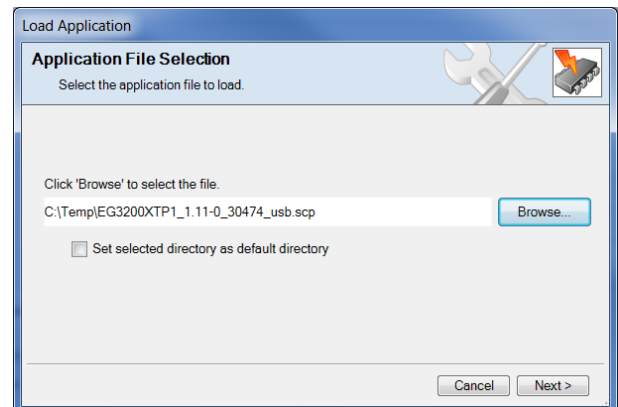 Load Application
Application File Selection
Select the application file to load.
Click 'Browse' to select the file.
C:\Temp\EG3200XTP1_1.11-0_30474_usb.scp
Browse...
Set selected directory as default directory
Cancel
Next >